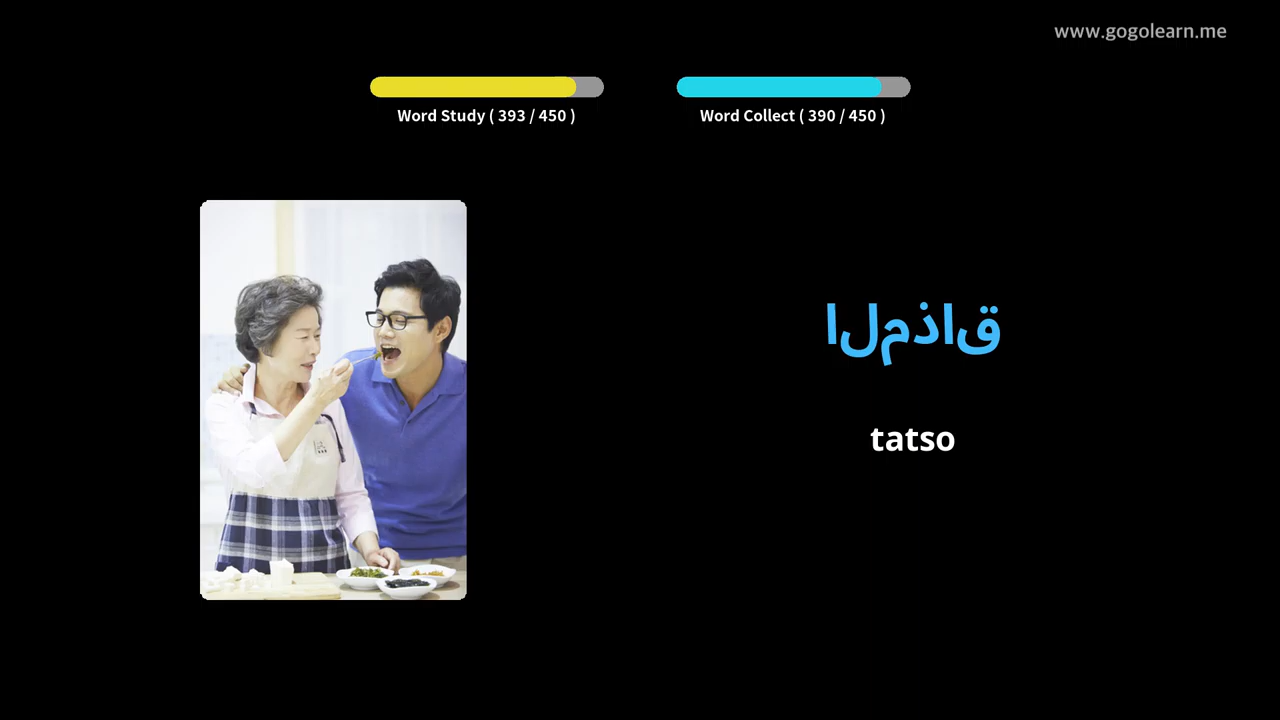 www.gogolearn.me
Word Study ( 393 / 450 )
Word Collect ( 390 / 450 )
المذاق
tatso